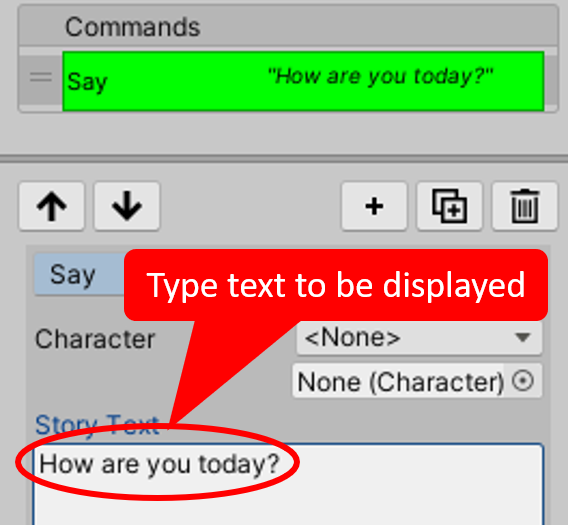 Commands
Say "How are you today?"
Say
Type text to be displayed
Character <None>
None (Character)
Story Text
How are you today?